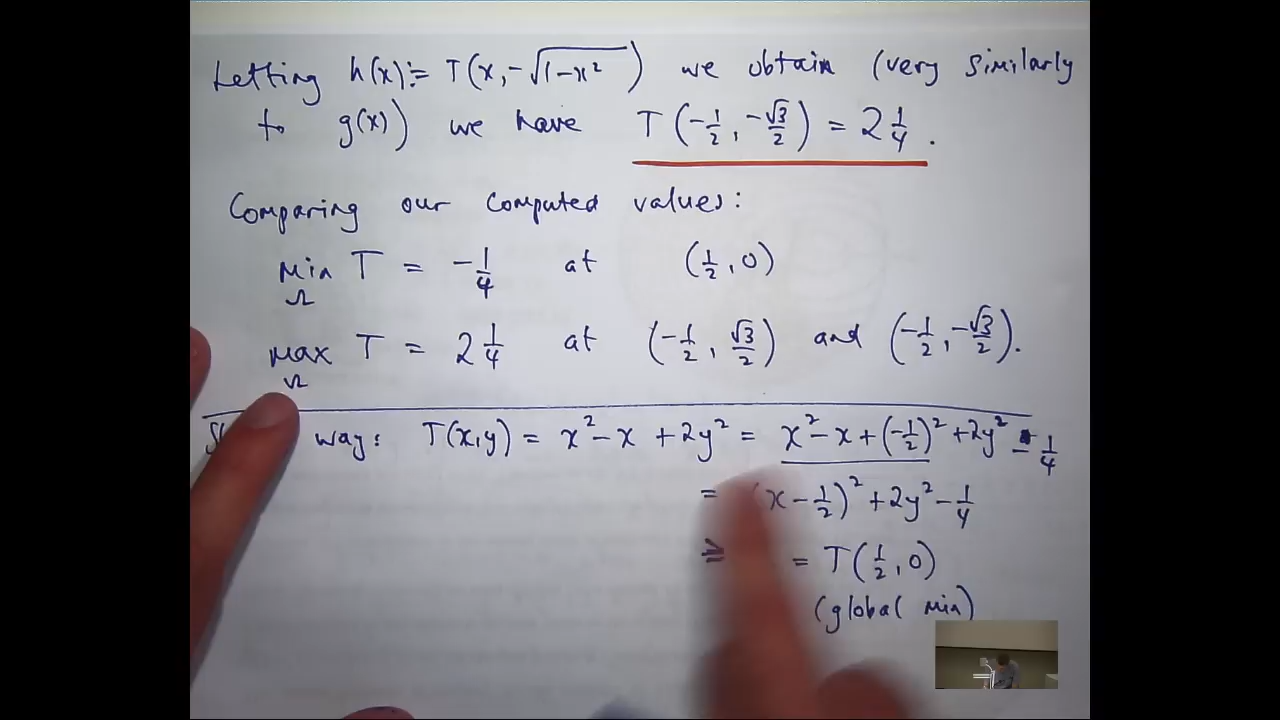 Letting h(x) := T(x, -√(1-x²)) we obtain (very similarly
to g(x)) we have T(-1/2, -√3/2) = 2 1/4.
Comparing our computed values:
min T = -1/4 at (1/2, 0)
Ω
max T = 2 1/4 at (-1/2, √3/2) and (-1/2, -√3/2).
Ω
way: T(x,y) = x² - x + 2y² = x² - x + (-1/2)² + 2y² - 1/4
= (x - 1/2)² + 2y² - 1/4
≥ = T(1/2, 0)
(global min)